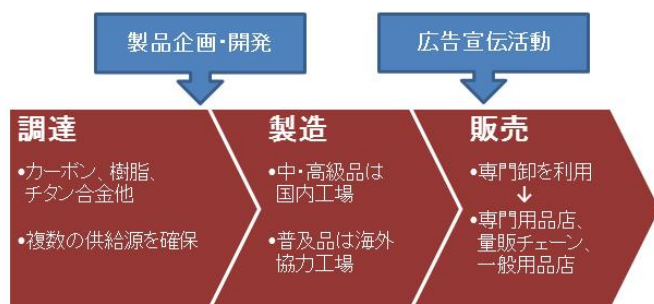 製品企画・開発
広告宣伝活動
調達
•カーボン、樹脂、
チタン合金他
•複数の供給源を確保
製造
•中・高級品は
国内工場
•普及品は海外
協力工場
販売
•専門卸を利用
↓
•専門用品店、
量販チェーン、
一般用品店